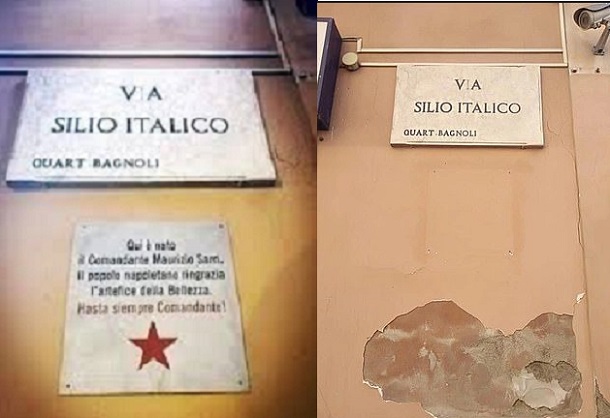 VIA
SILIO ITALICO
QUART BAGNOLI
Qui è nato
il Comandante Maurizio Sarri.
Il popolo napoletano ringrazia
l'artefice della Bellezza.
Hasta siempre Comandante!
VIA
SILIO ITALICO
QUART BAGNOLI